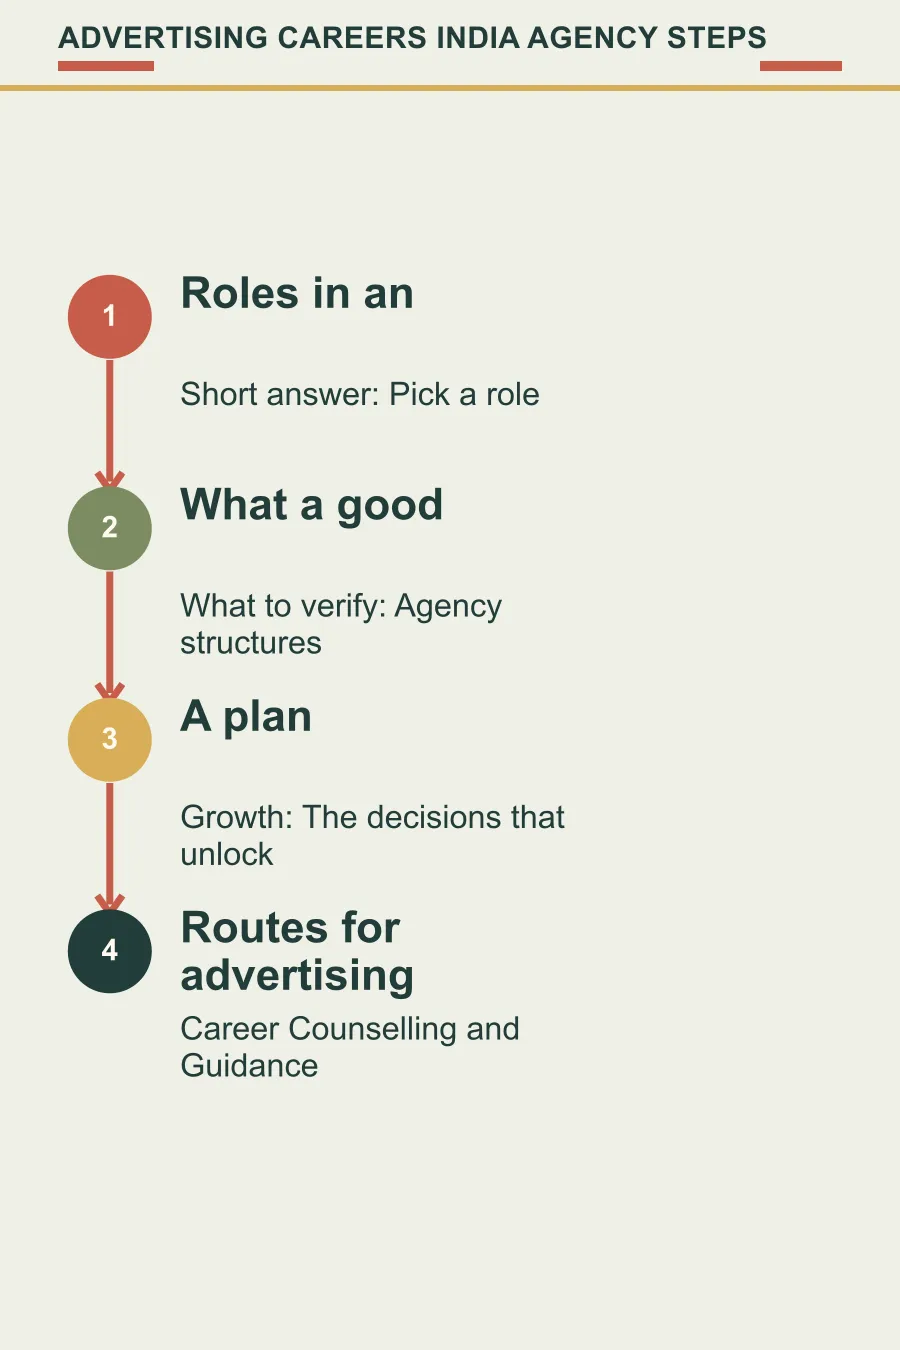 ADVERTISING CAREERS INDIA AGENCY STEPS
1
Roles in an
Short answer: Pick a role
2
What a good
What to verify: Agency
structures
3
A plan
Growth: The decisions that
unlock
4
Routes for
advertising
Career Counselling and
Guidance